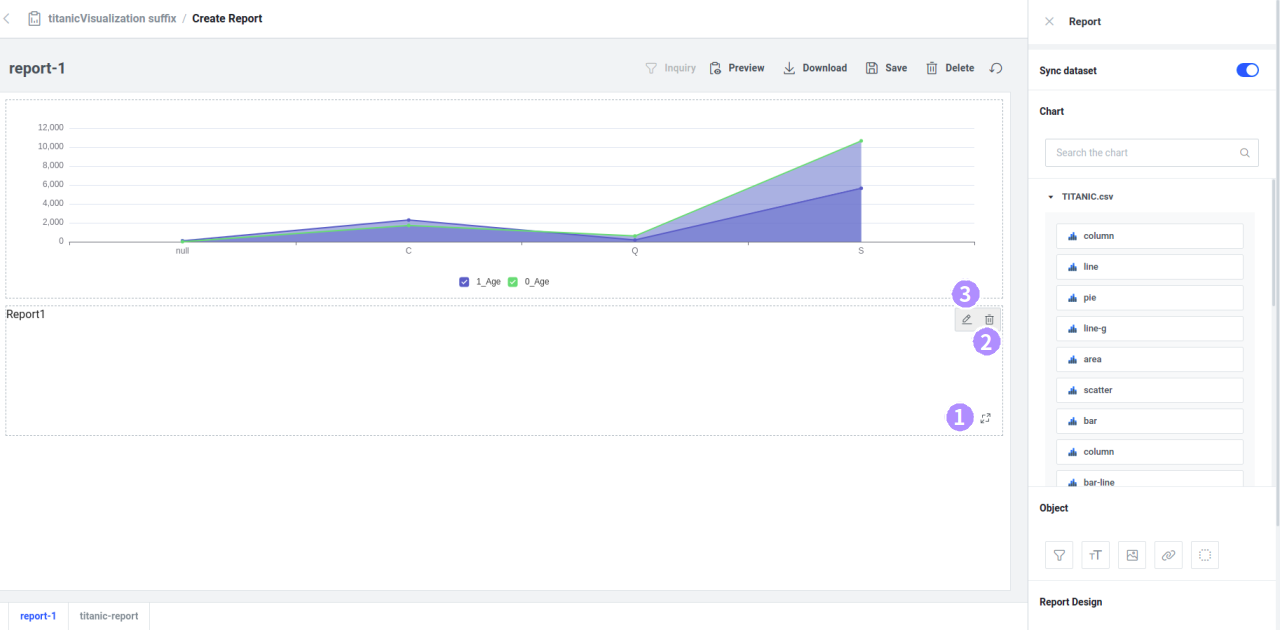 titanicVisualization suffix / Create Report
Report
report-1
Inquiry
Preview
Download
Save
Delete
Sync dataset
Chart
Search the chart
TITANIC.csv
column
line
pie
line-g
area
scatter
bar
column
bar-line
12,000
10,000
8,000
6,000
4,000
2,000
0
null
C
Q
S
1_Age
0_Age
3
Report1
2
1
Object
TT
Report Design
report-1
titanic-report